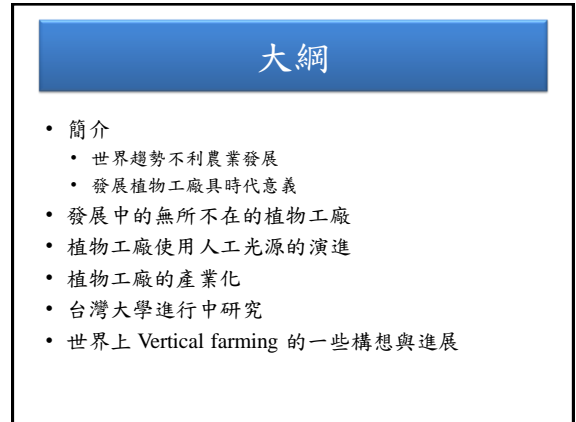 大綱
• 簡介
• 世界趨勢不利農業發展
• 發展植物工廠具時代意義
• 發展中的無所不在的植物工廠
• 植物工廠使用人工光源的演進
• 植物工廠的產業化
• 台灣大學進行中研究
• 世界上 Vertical farming 的一些構想與進展